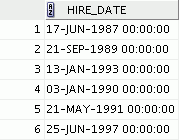 HIRE_DATE
1 17-JUN-1987 00:00:00
2 21-SEP-1989 00:00:00
3 13-JAN-1993 00:00:00
4 03-JAN-1990 00:00:00
5 21-MAY-1991 00:00:00
6 25-JUN-1997 00:00:00